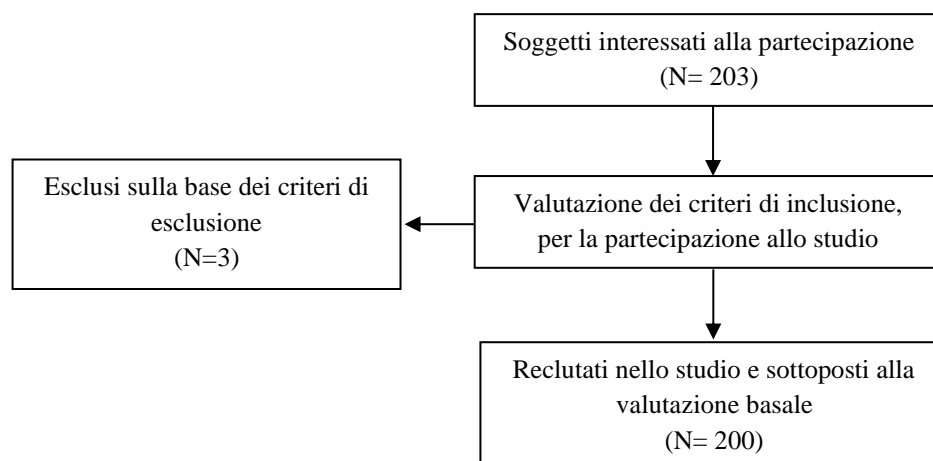 Soggetti interessati alla partecipazione
(N= 203)
Esclusi sulla base dei criteri di
esclusione
(N=3)
Valutazione dei criteri di inclusione,
per la partecipazione allo studio
Reclutati nello studio e sottoposti alla
valutazione basale
(N= 200)